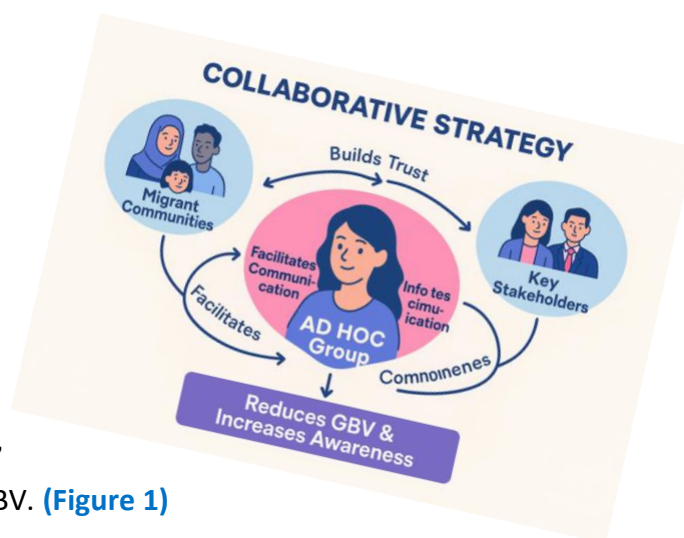 COLLABORATIVE STRATEGY
Builds Trust
Migrant
Communities
Key
Stakeholders
Facilitates
Communi-
cation
Info tes
cimu-
ication
AD HOC
Group
Facilitates
Comnoinenes
Reduces GBV &
Increases Awareness
BV. (Figure 1)